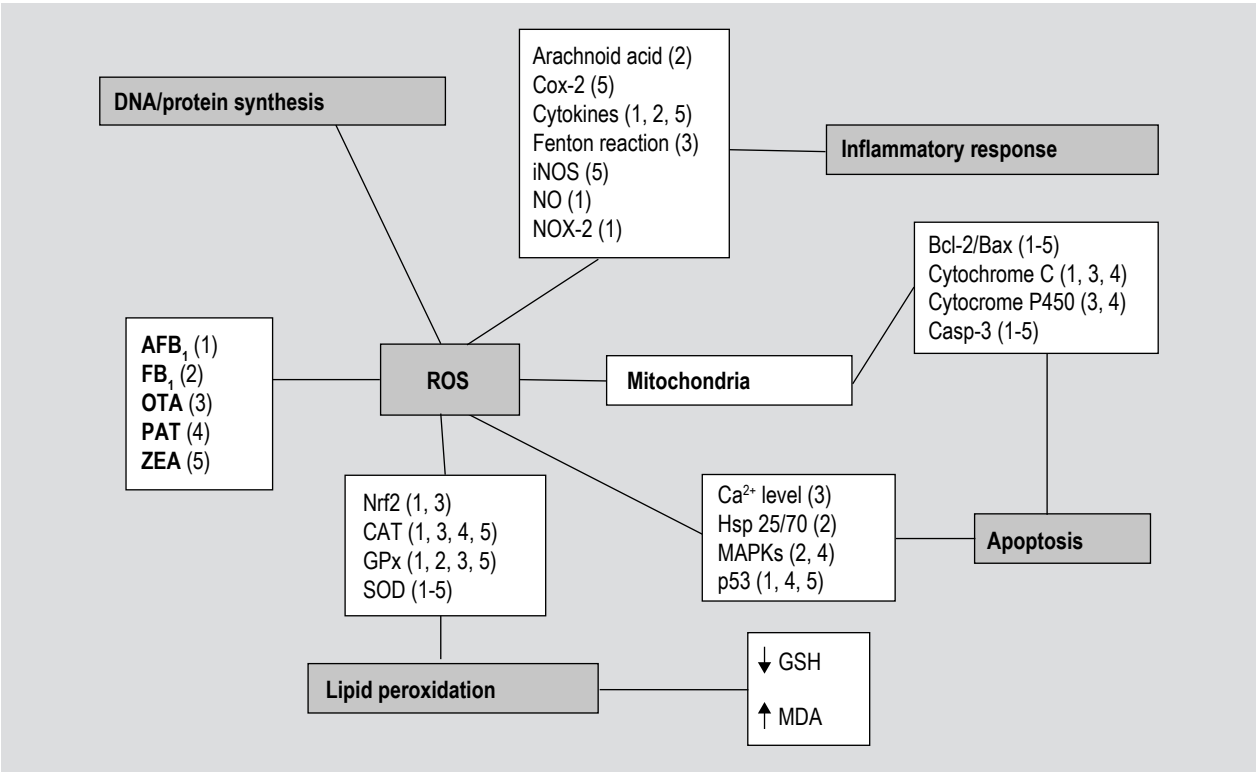 DNA/protein synthesis
Arachnoid acid (2)
Cox-2 (5)
Cytokines (1, 2, 5)
Fenton reaction (3)
iNOS (5)
NO (1)
NOX-2 (1)
Inflammatory response
Bcl-2/Bax (1-5)
Cytochrome C (1, 3, 4)
Cytocrome P450 (3, 4)
Casp-3 (1-5)
AFB₁ (1)
FB₁ (2)
OTA (3)
PAT (4)
ZEA (5)
ROS
Mitochondria
Nrf2 (1, 3)
CAT (1, 3, 4, 5)
GPx (1, 2, 3, 5)
SOD (1-5)
Ca²⁺ level (3)
Hsp 25/70 (2)
MAPKs (2, 4)
p53 (1, 4, 5)
Apoptosis
Lipid peroxidation
↓ GSH
↑ MDA